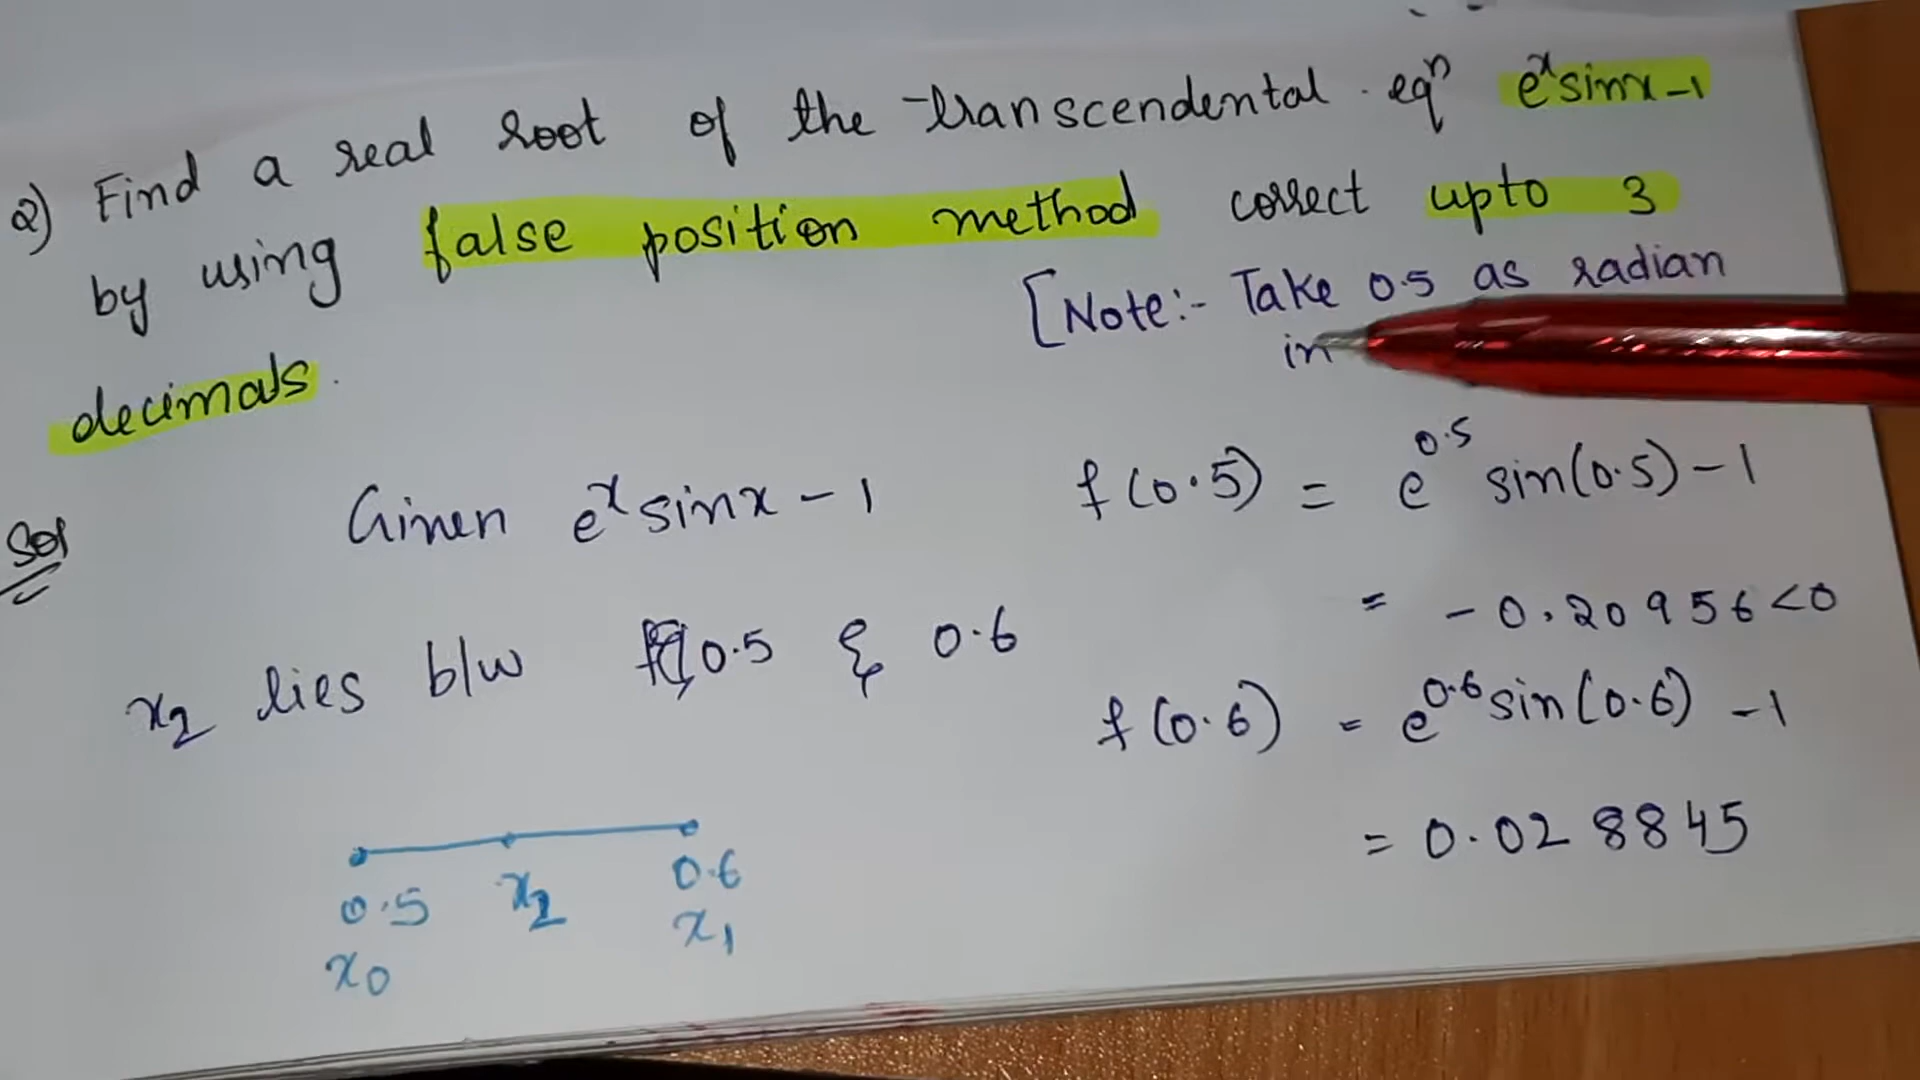 Q) Find a real root of the transcendental eqⁿ eˣsinx-1
by using false position method correct upto 3
decimals.
[Note:- Take 0.5 as radian
in
Sol Given eˣsinx - 1
x₂ lies b/w 0.5 & 0.6
0.5 x₂ 0.6
x₀ x₁
f(0.5) = e^0.5 sin(0.5) - 1
= -0.20956 <0
f(0.6) = e^0.6 sin(0.6) - 1
= 0.028845